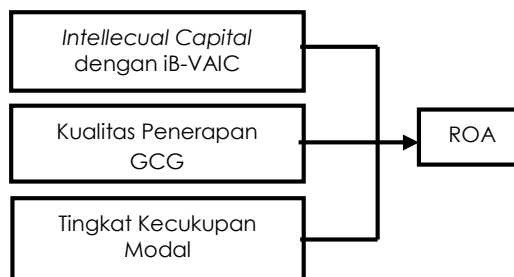 Intellecual Capital
dengan iB-VAIC
Kualitas Penerapan
GCG
ROA
Tingkat Kecukupan
Modal